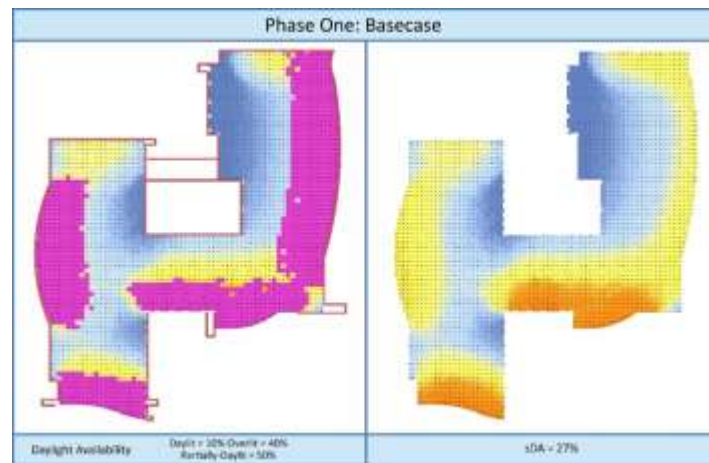 Phase One: Basecase
Daylight Availability
Daylit = 10% Overlit = 40%
Partially-Daylit = 50%
sDA = 27%